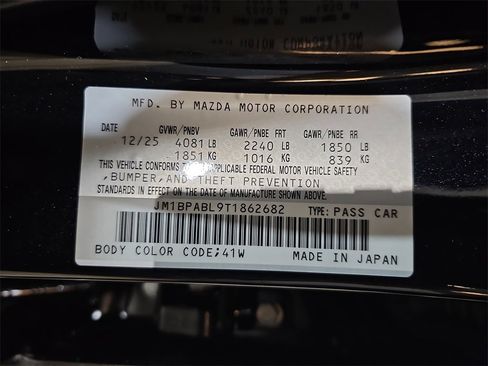 MFD. BY MAZDA MOTOR CORPORATION
GVWR/PNBV GAWR/PNBE FRT GAWR/PNBE RR
12/25 4081 LB 2240 LB 1850 LB
1851 KG 1016 KG 839 KG
THIS VEHICLE CONFORMS TO APPLICABLE FEDERAL MOTOR VEHICLE SAFETY
,BUMPER,AND THEFT PREVENTION
STANDARDS IN EFFECT ON THE DATE OF MANUFACTURE SHOWN ABOVE.
JM1BPABL9T1862682 TYPE: PASS CAR
BODY COLOR CODE;41W
MADE IN JAPAN